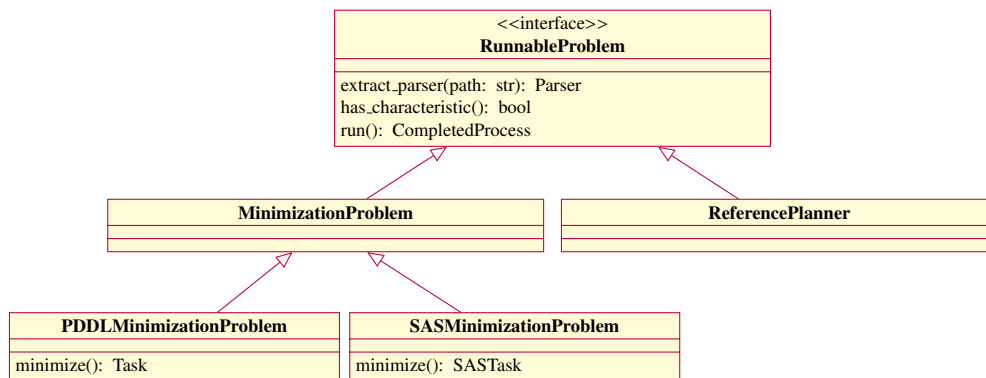 <<interface>>
RunnableProblem
extract_parser(path: str): Parser
has_characteristic(): bool
run(): CompletedProcess
MinimizationProblem
ReferencePlanner
PDDLMinimizationProblem
minimize(): Task
SASMinimizationProblem
minimize(): SASTask